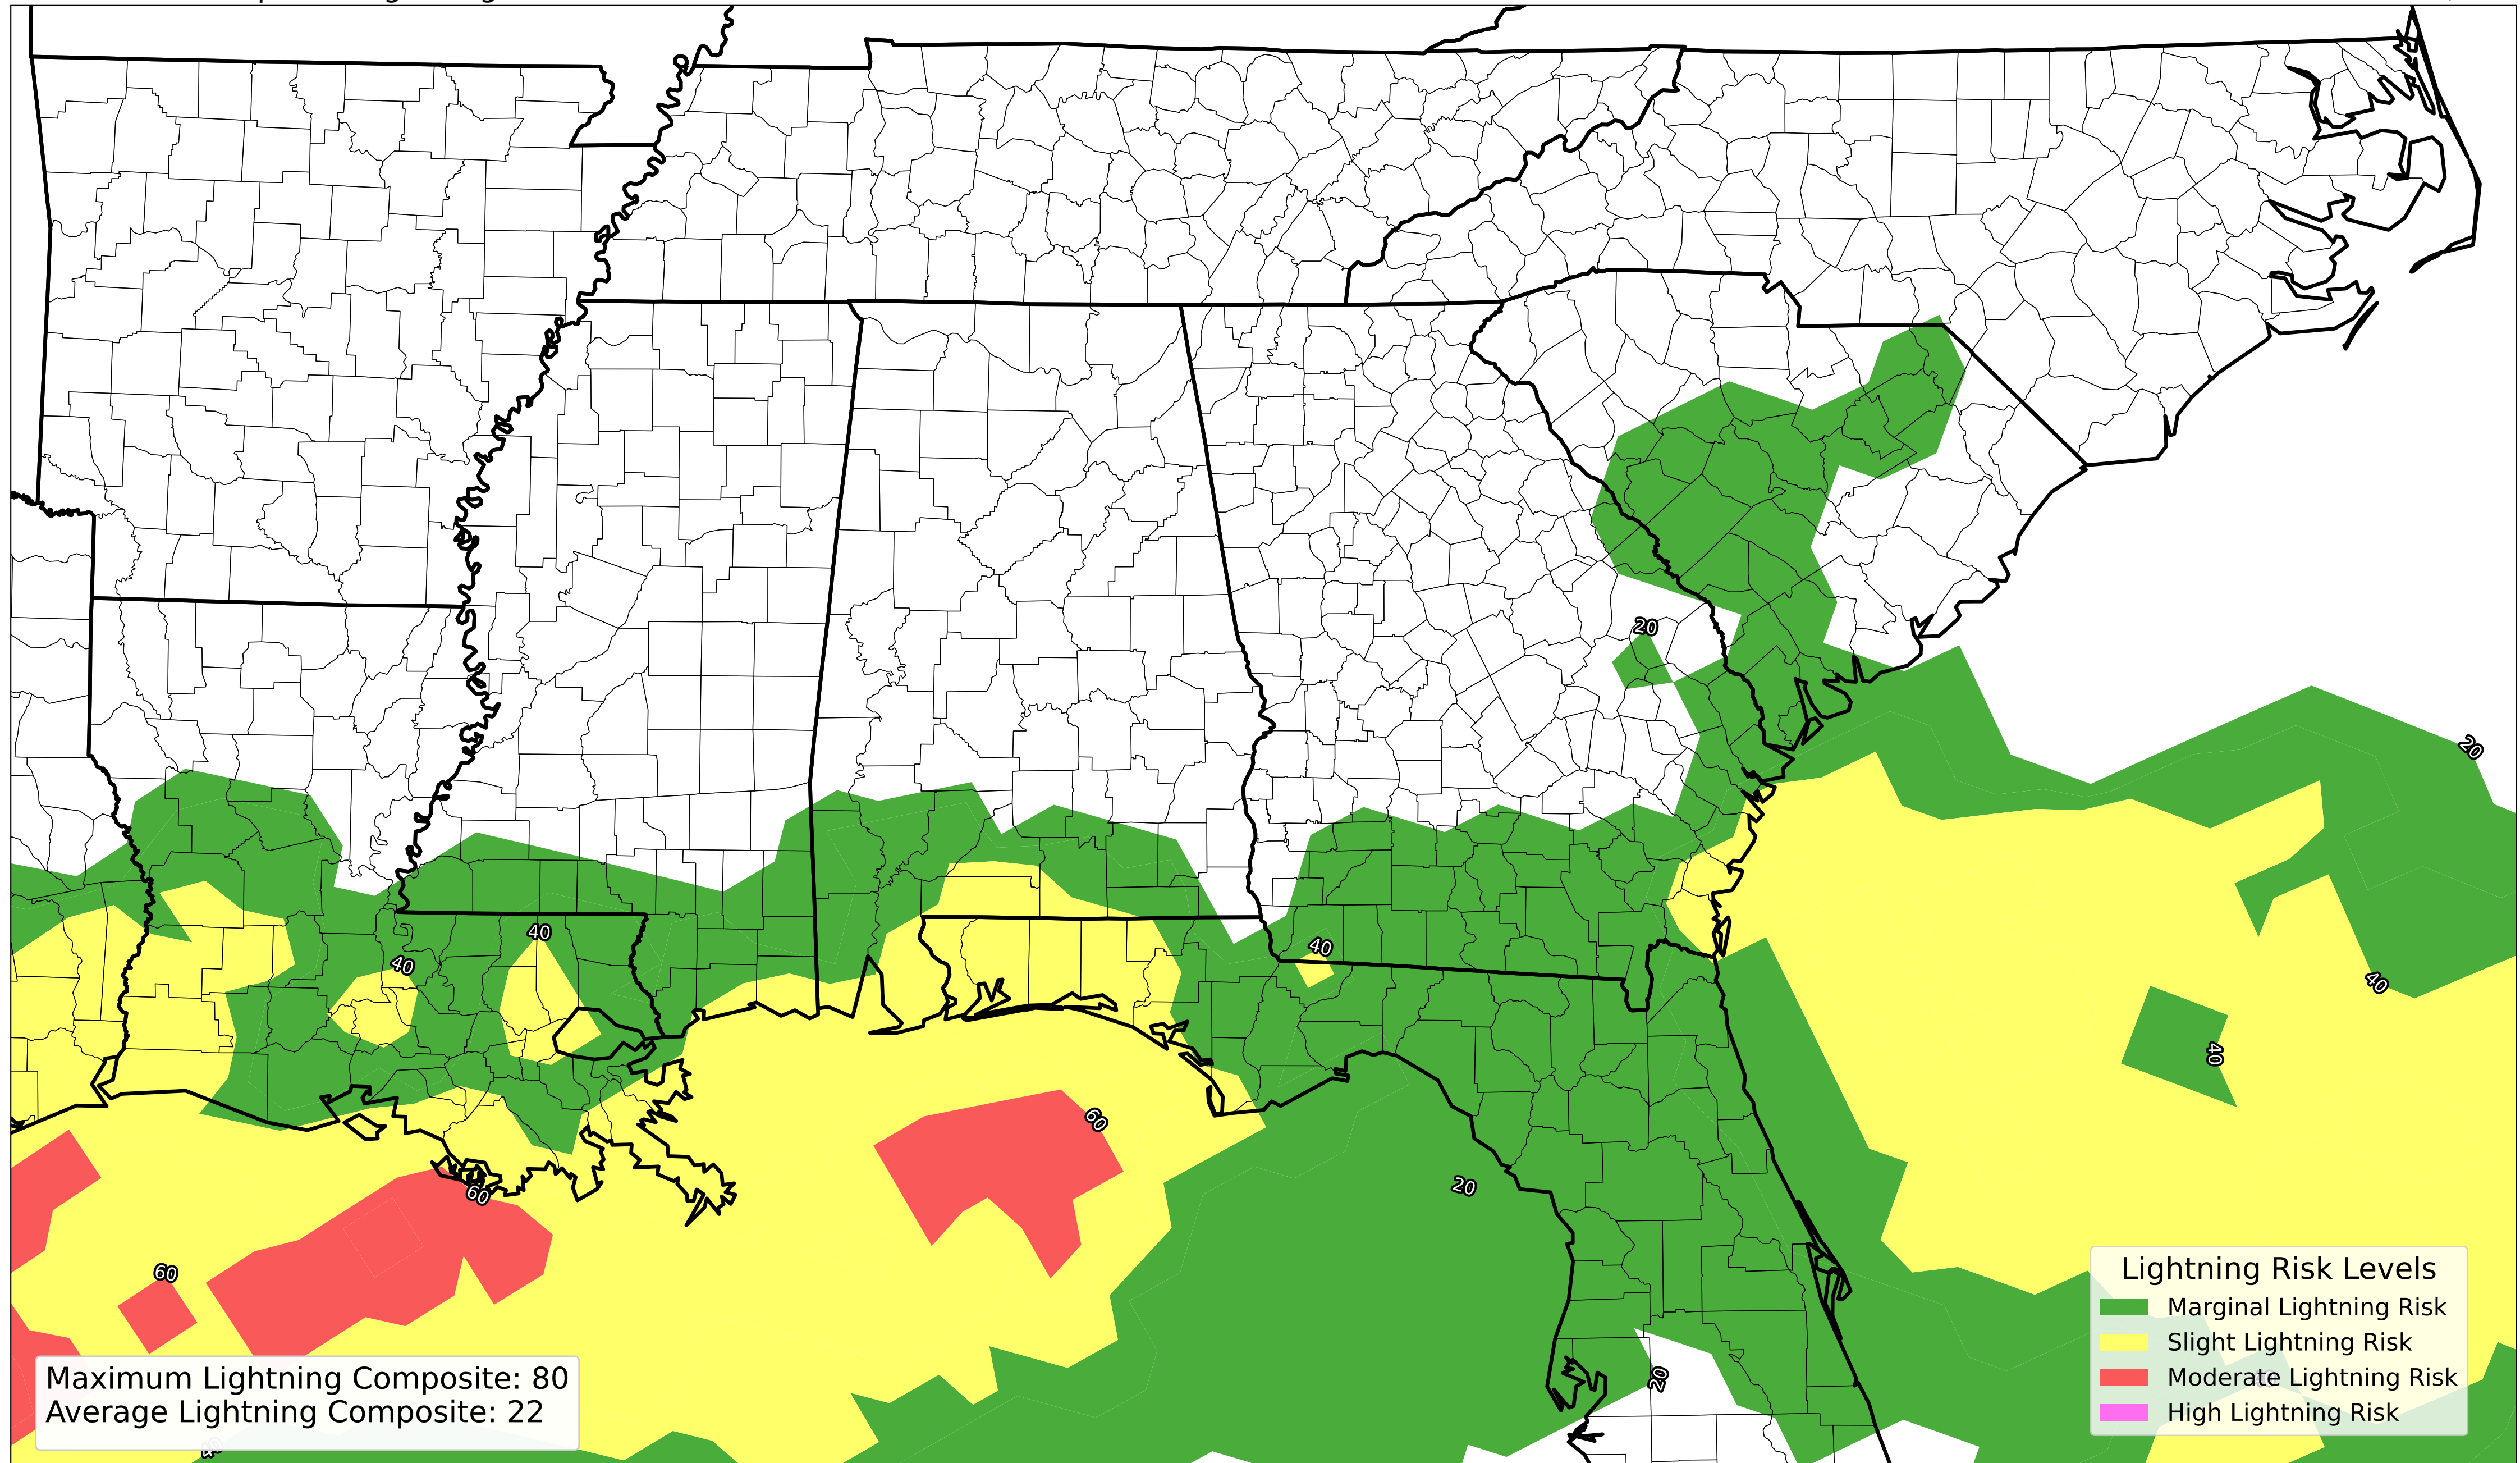 20
20
40
40
40
40
40
60
20
60
60
20
Lightning Risk Levels
Marginal Lightning Risk
Slight Lightning Risk
Moderate Lightning Risk
High Lightning Risk
Maximum Lightning Composite: 80
Average Lightning Composite: 22